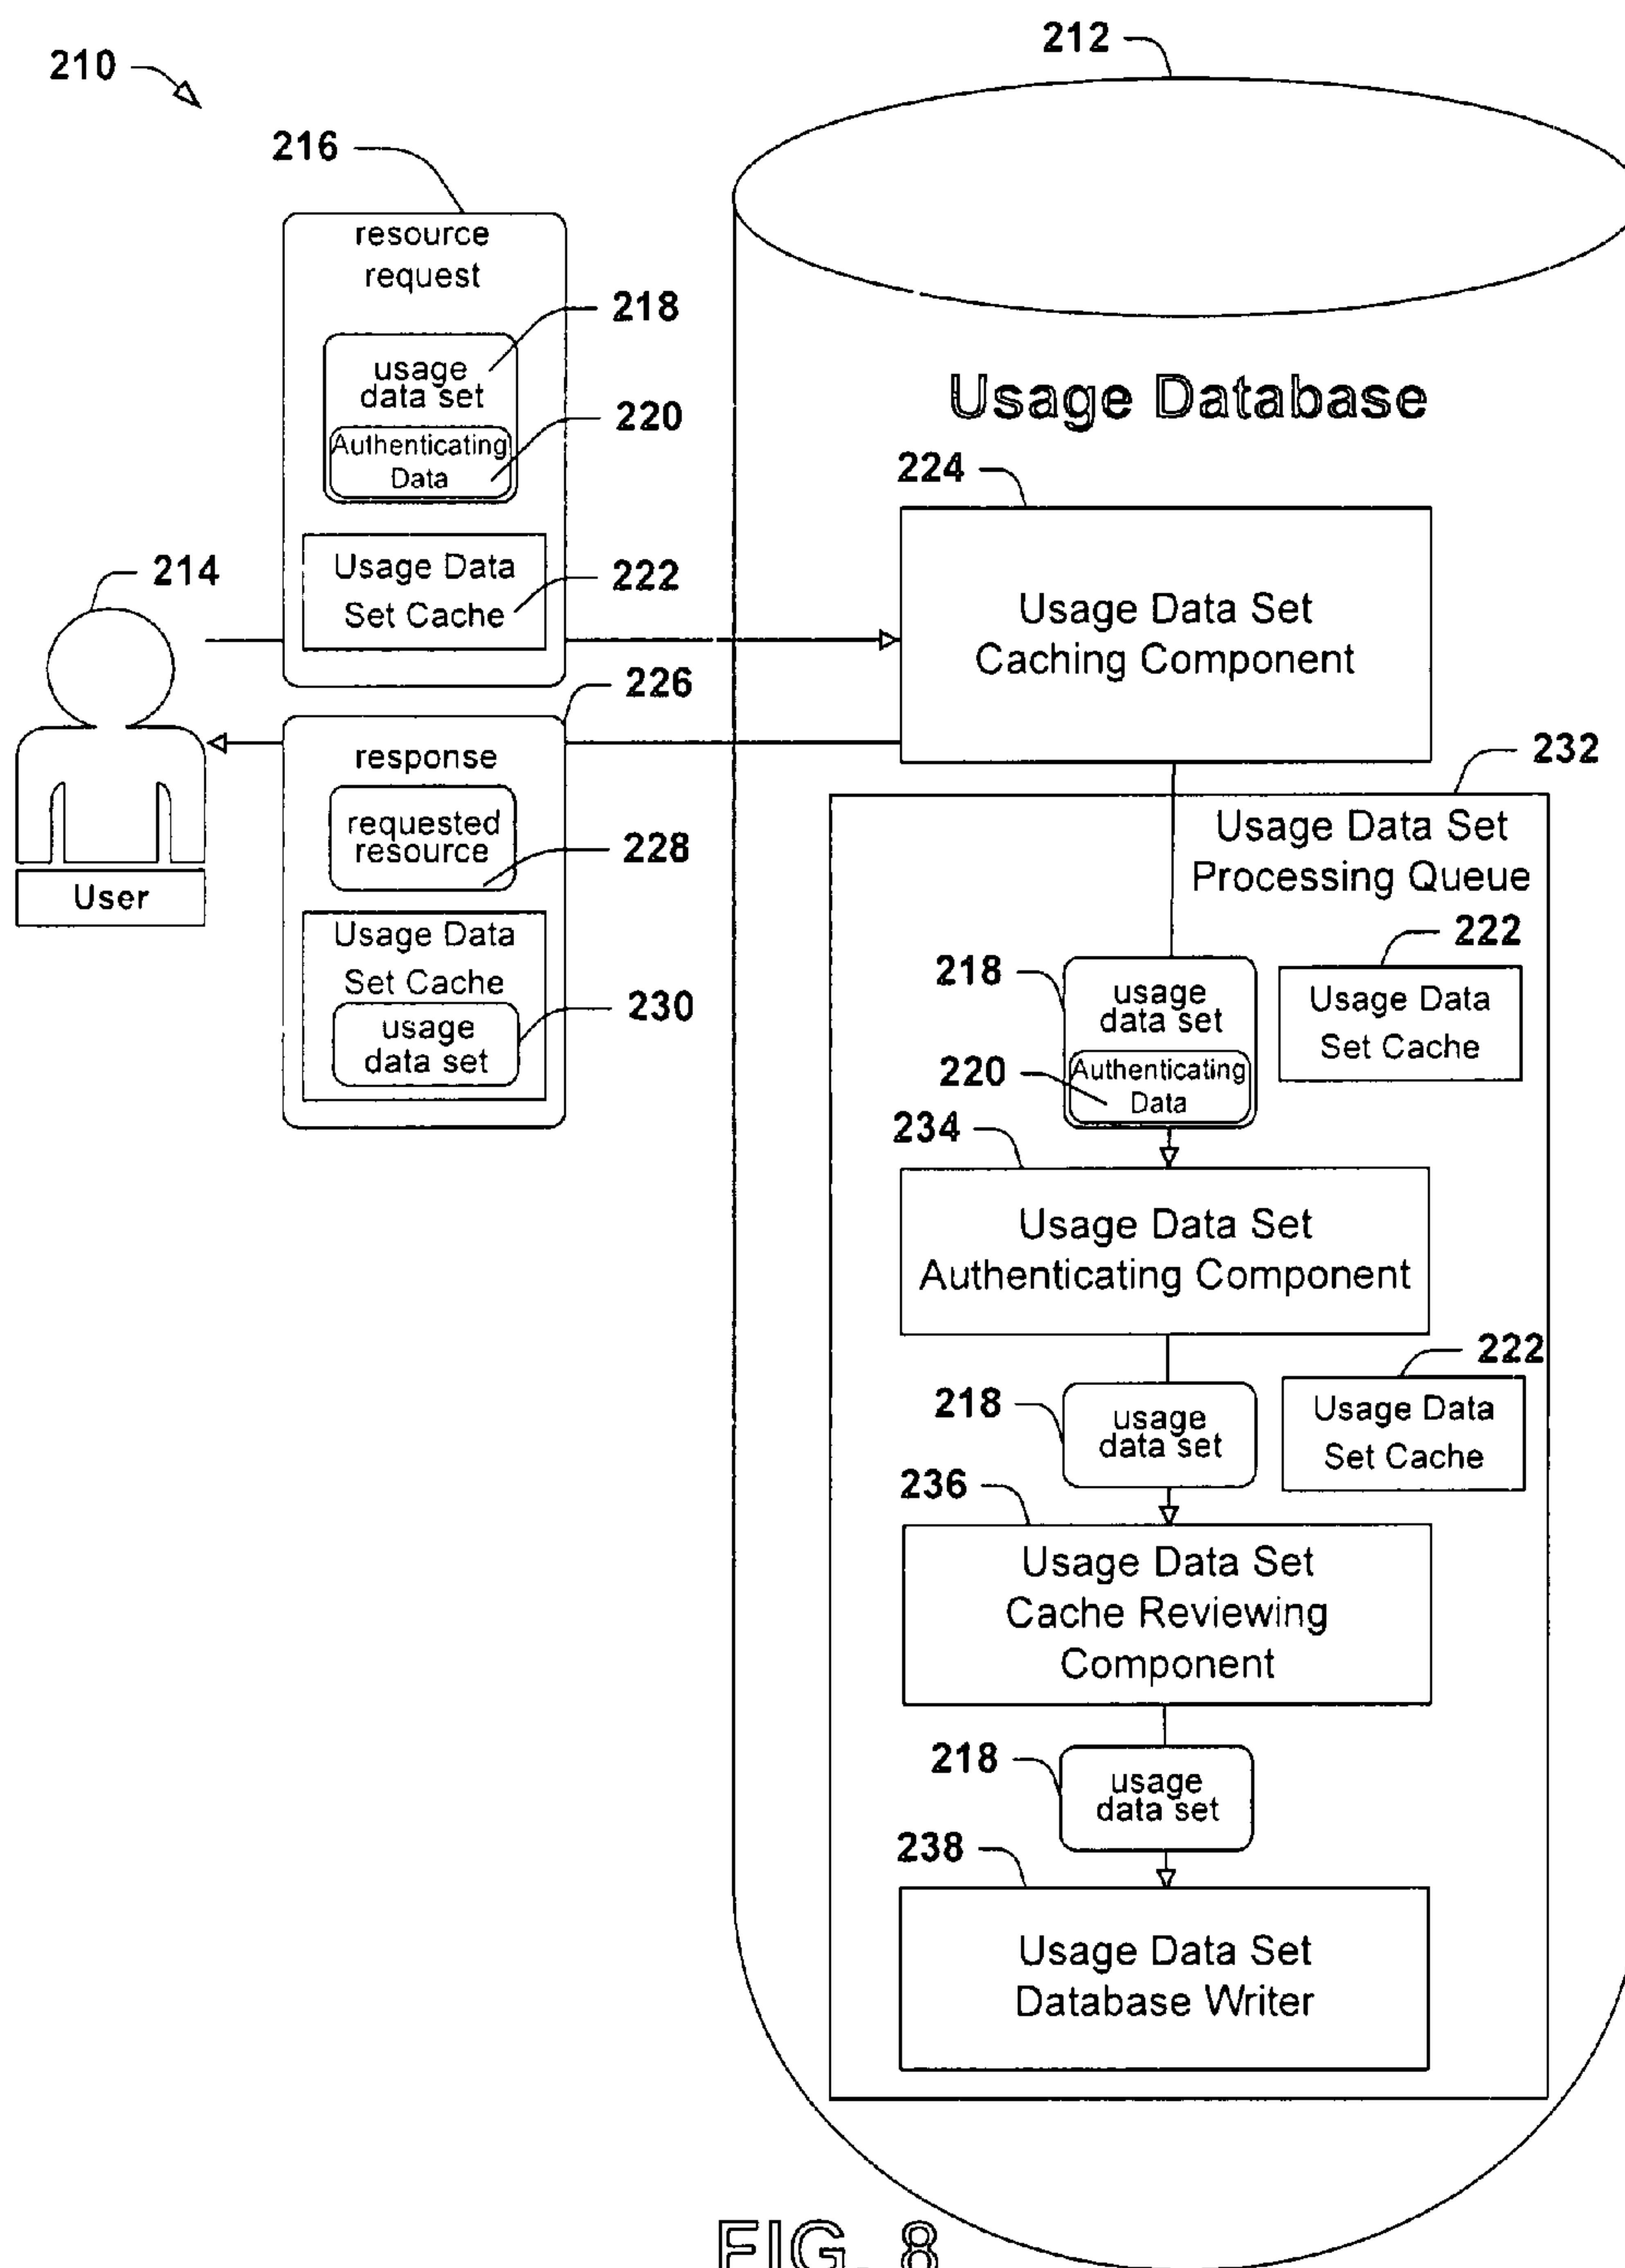 210
212
216
resource
request
218
usage
data set
220
Authenticating
Data
Usage Data
Set Cache
222
214
User
226
response
requested
resource
228
Usage Data
Set Cache
usage
data set
230
Usage Database
224
Usage Data Set
Caching Component
232
Usage Data Set
Processing Queue
222
Usage Data
Set Cache
218
usage
data set
220
Authenticating
Data
234
Usage Data Set
Authenticating Component
222
Usage Data
Set Cache
218
usage
data set
236
Usage Data Set
Cache Reviewing
Component
218
usage
data set
238
Usage Data Set
Database Writer
FIG. 8